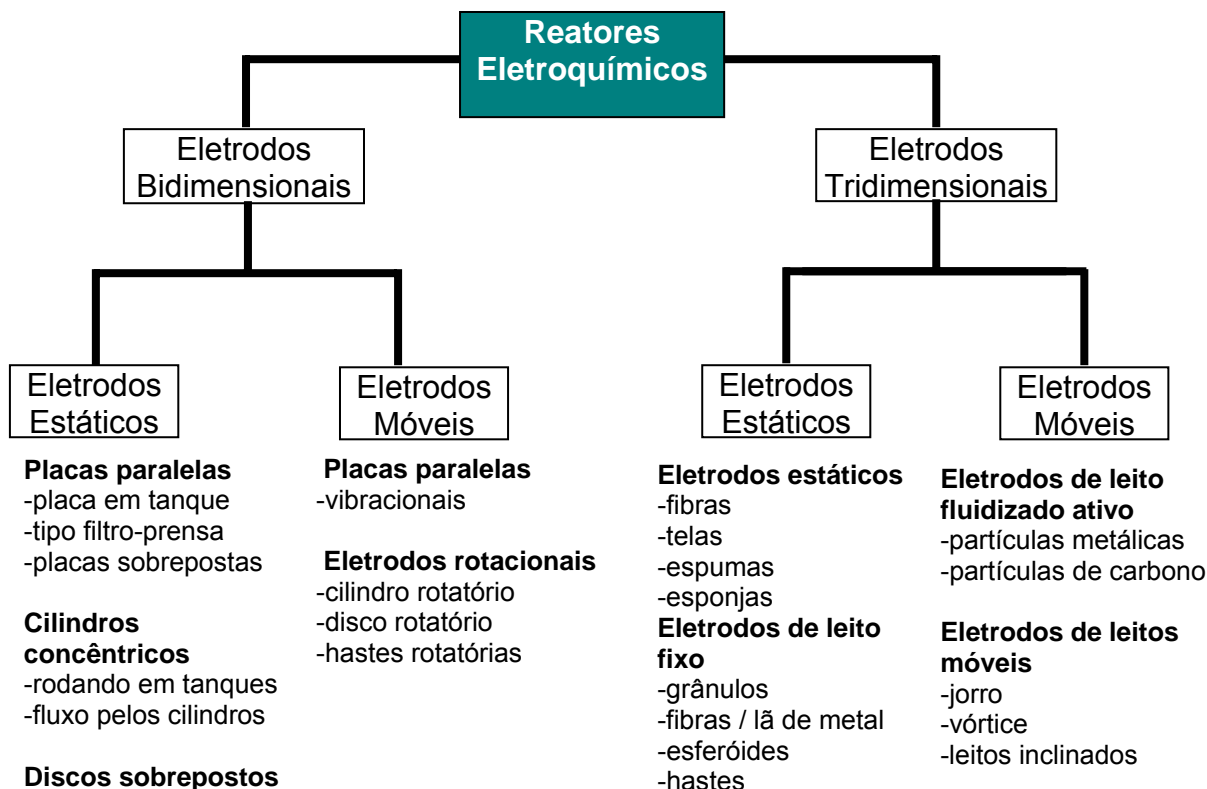 Reatores
Eletroquímicos
Eletrodos
Bidimensionais
Eletrodos
Tridimensionais
Eletrodos
Estáticos
Eletrodos
Móveis
Eletrodos
Estáticos
Eletrodos
Móveis
Placas paralelas
-placa em tanque
-tipo filtro-prensa
-placas sobrepostas
Cilindros
concêntricos
-rodando em tanques
-fluxo pelos cilindros
Discos sobrepostos
Placas paralelas
-vibracionais
Eletrodos rotacionais
-cilindro rotatório
-disco rotatório
-hastes rotatórias
Eletrodos estáticos
-fibras
-telas
-espumas
-esponjas
Eletrodos de leito
fixo
-grânulos
-fibras / lã de metal
-esferóides
-hastes
Eletrodos de leito
fluidizado ativo
-partículas metálicas
-partículas de carbono
Eletrodos de leitos
móveis
-jorro
-vórtice
-leitos inclinados